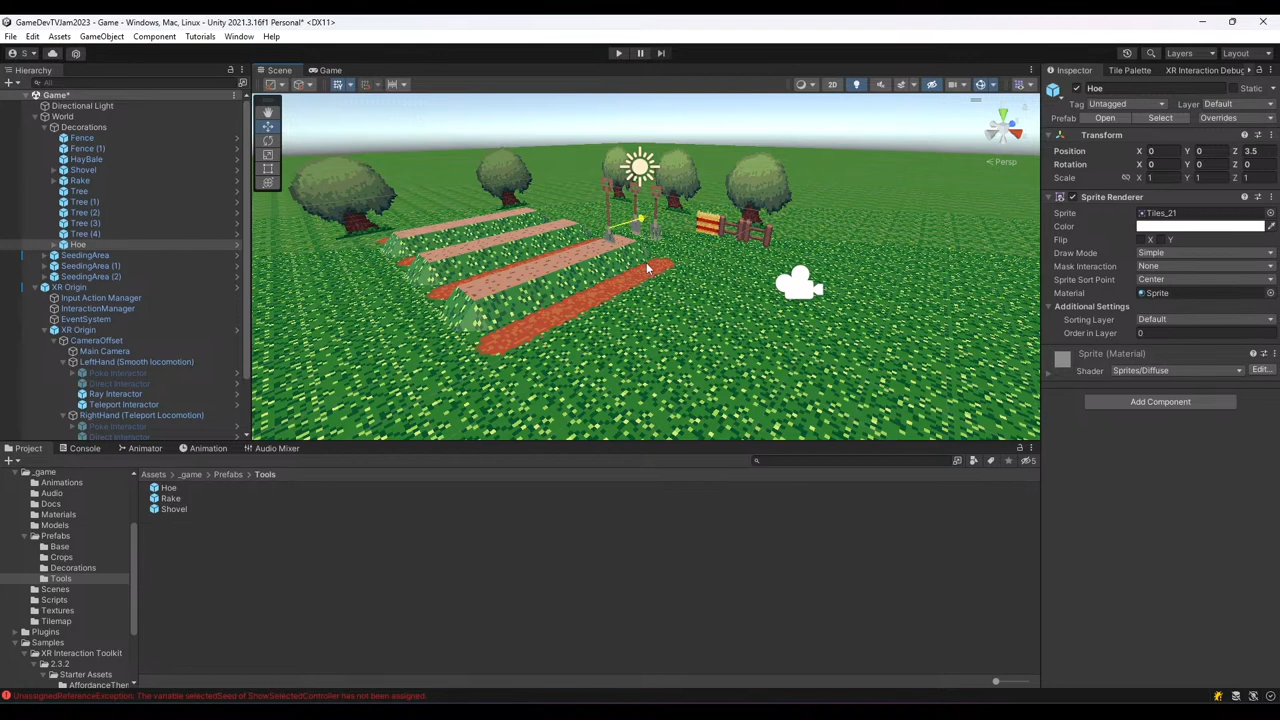 GameDevTVJam2023 - Game - Windows, Mac, Linux - Unity 2021.3.16f1 Personal* <DX11>
File Edit Assets GameObject Component Tutorials Window Help
S Layers Layout
Hierarchy Scene Game Inspector Tile Palette XR Interaction Debug
All 2D
Game* Hoe Static
Directional Light Tag Untagged Layer Default
World Prefab Open Select Overrides
Decorations Transform
Fence Position X 0 Y 0 Z 3.5
Fence (1) Persp Rotation X 0 Y 0 Z 0
HayBale Scale X 1 Y 1 Z 1
Shovel
Rake
Tree Sprite Renderer
Tree (1) Sprite Tiles_21
Tree (2) Color
Tree (3) Flip X Y
Tree (4) Draw Mode Simple
Hoe Mask Interaction None
SeedingArea Sprite Sort Point Center
SeedingArea (1) Material Sprite
SeedingArea (2) Additional Settings
XR Origin Sorting Layer Default
Input Action Manager Order in Layer 0
InteractionManager Sprite (Material)
EventSystem Shader Sprites/Diffuse Edit...
XR Origin Add Component
CameraOffset
Main Camera
LeftHand (Smooth locomotion)
Poke Interactor
Direct Interactor
Ray Interactor
Teleport Interactor
RightHand (Teleport Locomotion)
Poke Interactor
Direct Interactor
Project Console Animator Animation Audio Mixer
5
_game Assets > _game > Prefabs > Tools
Animations Hoe
Audio Rake
Docs Shovel
Materials
Models
Prefabs
Base
Crops
Decorations
Tools
Scenes
Scripts
Textures
Tilemap
Plugins
Samples
XR Interaction Toolkit
2.3.2
Starter Assets
AffordanceThem
UnassignedReferenceException: The variable selectedSeed of ShowSelectedController has not been assigned.